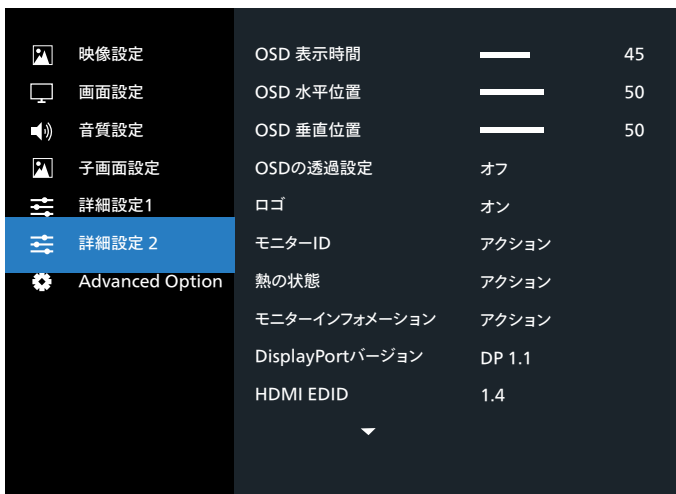 映像設定
画面設定
音質設定
子画面設定
詳細設定1
詳細設定 2
Advanced Option
OSD 表示時間 45
OSD 水平位置 50
OSD 垂直位置 50
OSDの透過設定 オフ
ロゴ オン
モニターID アクション
熱の状態 アクション
モニターインフォメーション アクション
DisplayPortバージョン DP 1.1
HDMI EDID 1.4